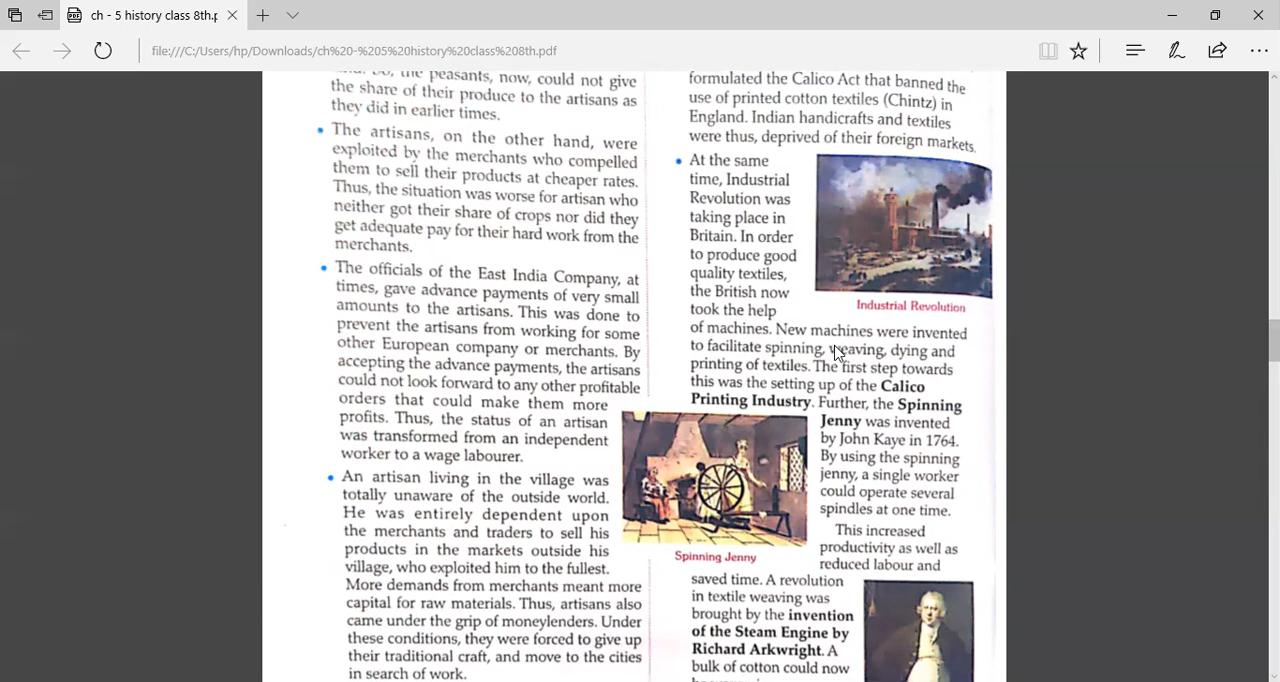 ch - 5 history class 8th.p
file:///C:/Users/hp/Downloads/ch%20-%205%20history%20class%208th.pdf
the peasants, now, could not give
the share of their produce to the artisans as
they did in earlier times.
• The artisans, on the other hand, were
exploited by the merchants who compelled
them to sell their products at cheaper rates.
Thus, the situation was worse for artisan who
neither got their share of crops nor did they
get adequate pay for their hard work from the
merchants.
• The officials of the East India Company, at
times, gave advance payments of very small
amounts to the artisans. This was done to
prevent the artisans from working for some
other European company or merchants. By
accepting the advance payments, the artisans
could not look forward to any other profitable
orders that could make them more
profits. Thus, the status of an artisan
was transformed from an independent
worker to a wage labourer.
• An artisan living in the village was
totally unaware of the outside world.
He was entirely dependent upon
the merchants and traders to sell his
products in the markets outside his
village, who exploited him to the fullest.
More demands from merchants meant more
capital for raw materials. Thus, artisans also
came under the grip of moneylenders. Under
these conditions, they were forced to give up
their traditional craft, and move to the cities
in search of work.
formulated the Calico Act that banned the
use of printed cotton textiles (Chintz) in
England. Indian handicrafts and textiles
were thus, deprived of their foreign markets.
• At the same
time, Industrial
Revolution was
taking place in
Britain. In order
to produce good
quality textiles,
the British now
took the help
of machines. New machines were invented
to facilitate spinning, weaving, dying and
printing of textiles. The first step towards
this was the setting up of the Calico
Printing Industry. Further, the Spinning
Jenny was invented
by John Kaye in 1764.
By using the spinning
jenny, a single worker
could operate several
spindles at one time.
This increased
productivity as well as
reduced labour and
saved time. A revolution
in textile weaving was
brought by the invention
of the Steam Engine by
Richard Arkwright. A
bulk of cotton could now
Industrial Revolution
Spinning Jenny